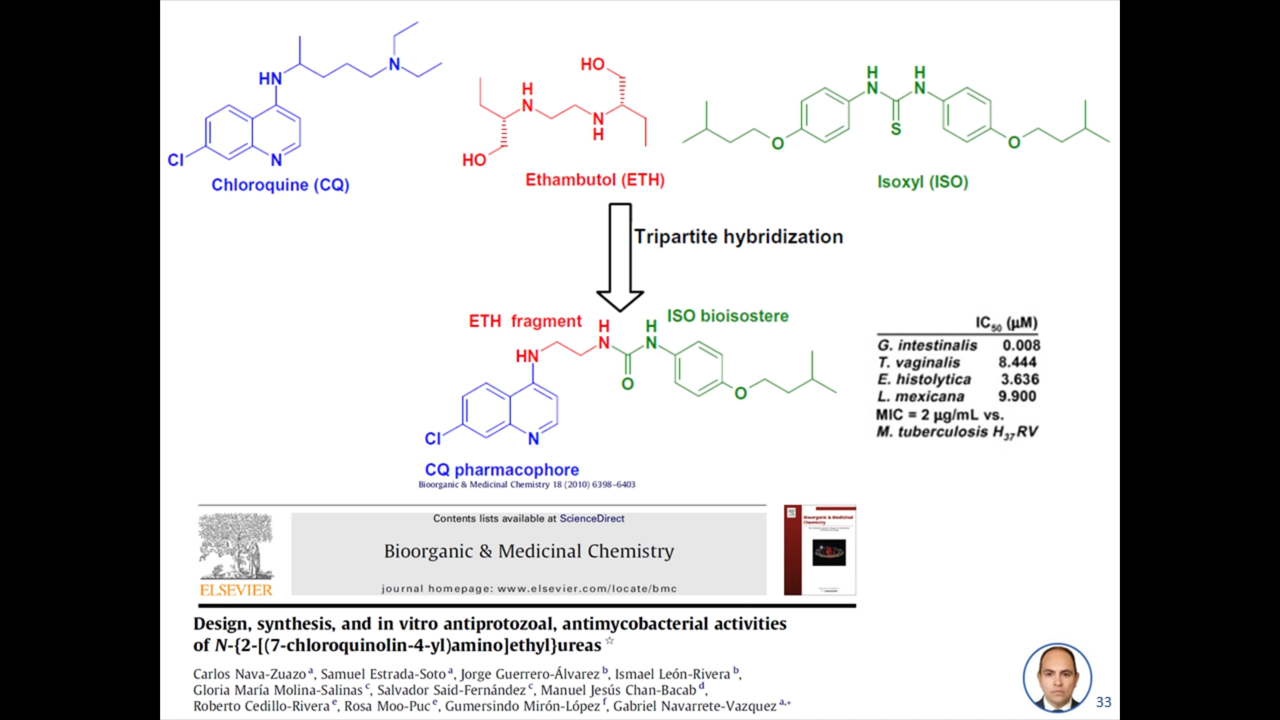 HN
N
Cl
N
Chloroquine (CQ)
HO
H
N
N
H
HO
Ethambutol (ETH)
H
N
H
N
S
O
O
Isoxyl (ISO)
Tripartite hybridization
ETH fragment
ISO bioisostere
H
N
H
N
HN
O
O
Cl
N
CQ pharmacophore
Bioorganic & Medicinal Chemistry 18 (2010) 6398–6403
IC50 (μM)
G. intestinalis 0.008
T. vaginalis 8.444
E. histolytica 3.636
L. mexicana 9.900
MIC = 2 μg/mL vs.
M. tuberculosis H37RV
Contents lists available at ScienceDirect
Bioorganic & Medicinal Chemistry
journal homepage: www.elsevier.com/locate/bmc
ELSEVIER
Bioorganic & Medicinal
Chemistry
Design, synthesis, and in vitro antiprotozoal, antimycobacterial activities
of N-{2-[(7-chloroquinolin-4-yl)amino]ethyl}ureas ☆
Carlos Nava-Zuazo a, Samuel Estrada-Soto a, Jorge Guerrero-Álvarez b, Ismael León-Rivera b,
Gloria María Molina-Salinas c, Salvador Said-Fernández c, Manuel Jesús Chan-Bacab d,
Roberto Cedillo-Rivera e, Rosa Moo-Puc e, Gumersindo Mirón-López f, Gabriel Navarrete-Vazquez a,*
33